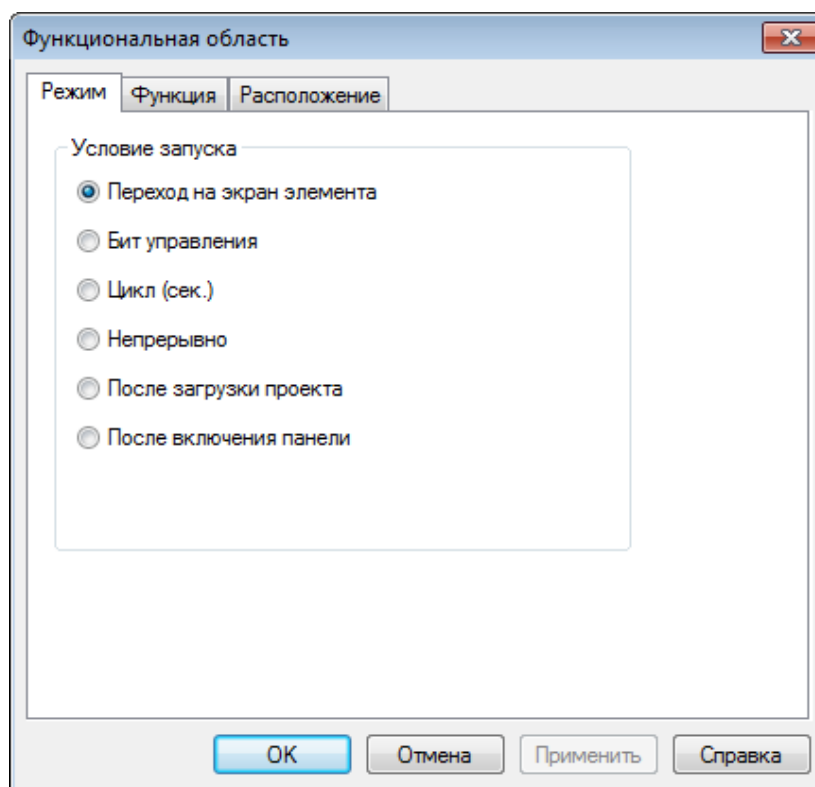 Функциональная область
Режим Функция Расположение
Условие запуска
Переход на экран элемента
Бит управления
Цикл (сек.)
Непрерывно
После загрузки проекта
После включения панели
OK Отмена Применить Справка